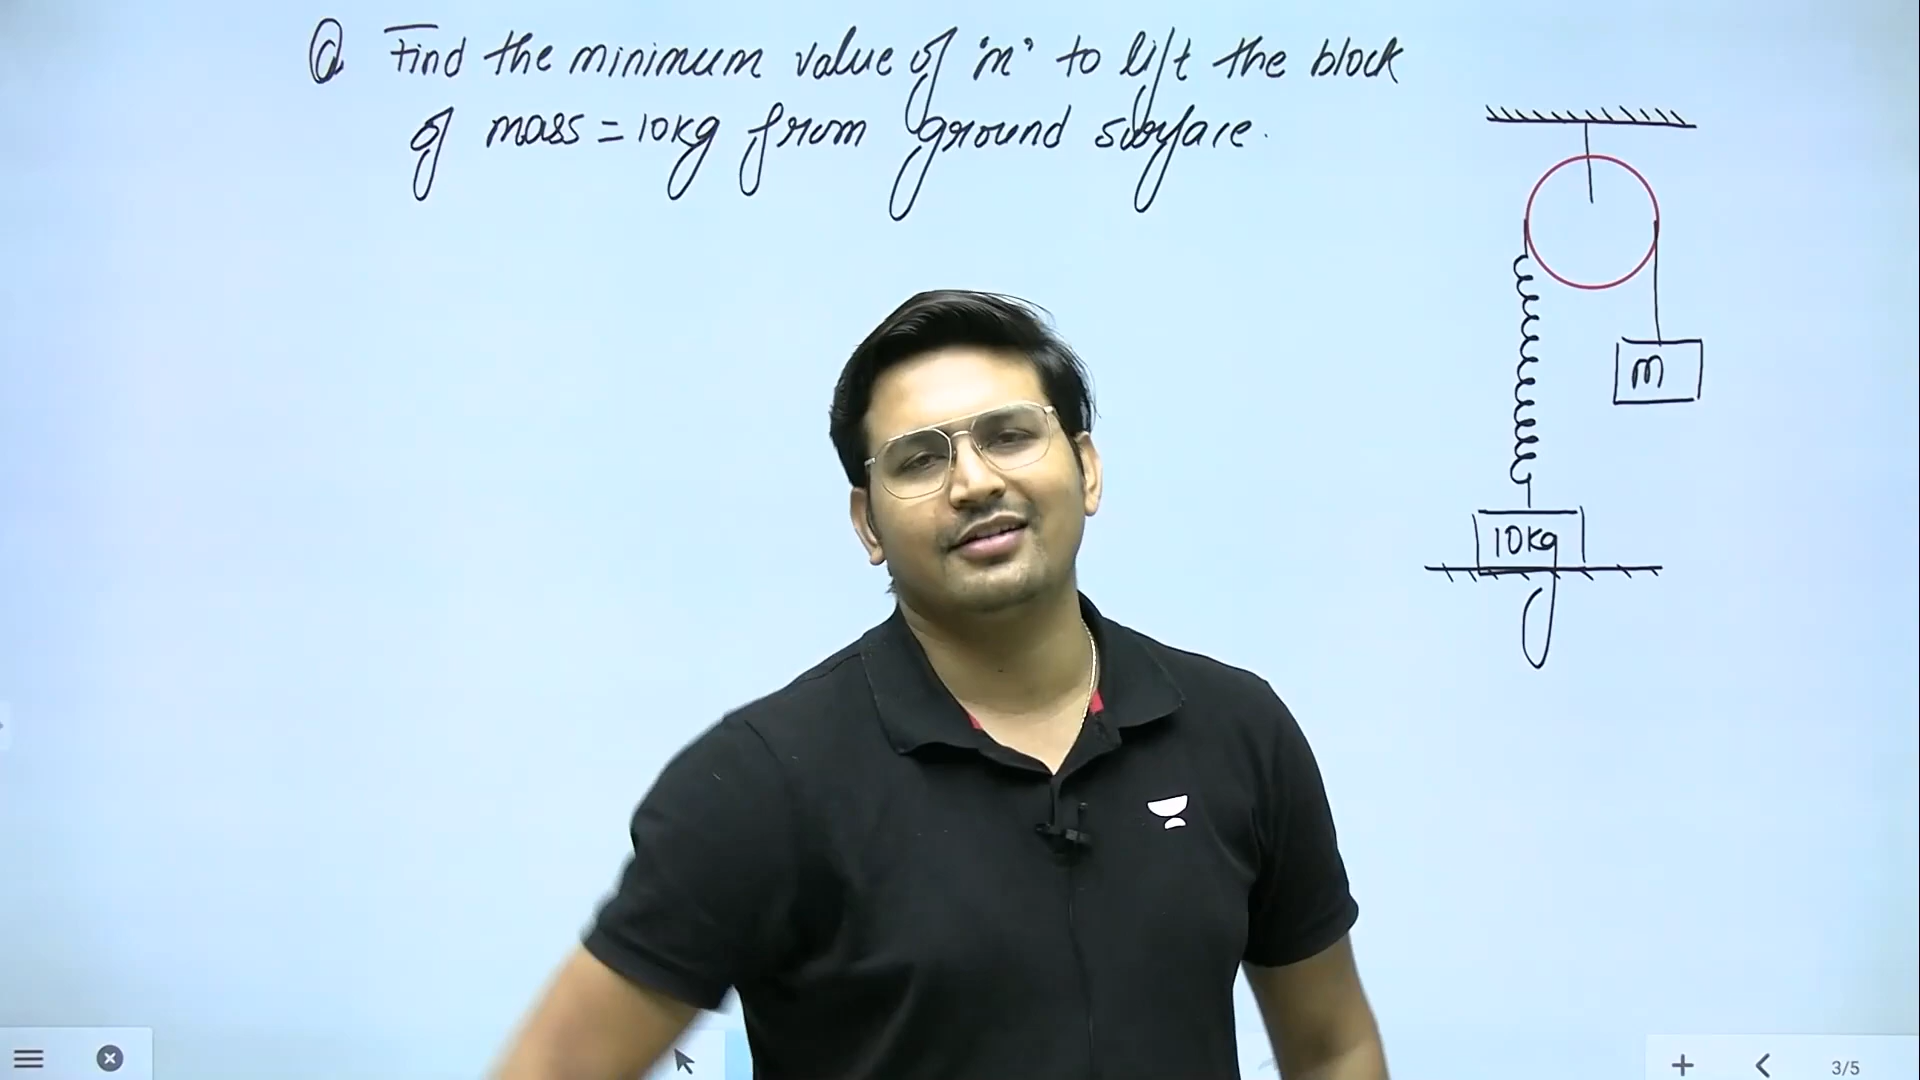 Q Find the minimum value of 'm' to lift the block
of mass = 10kg from ground surface.
m
10kg
3/5